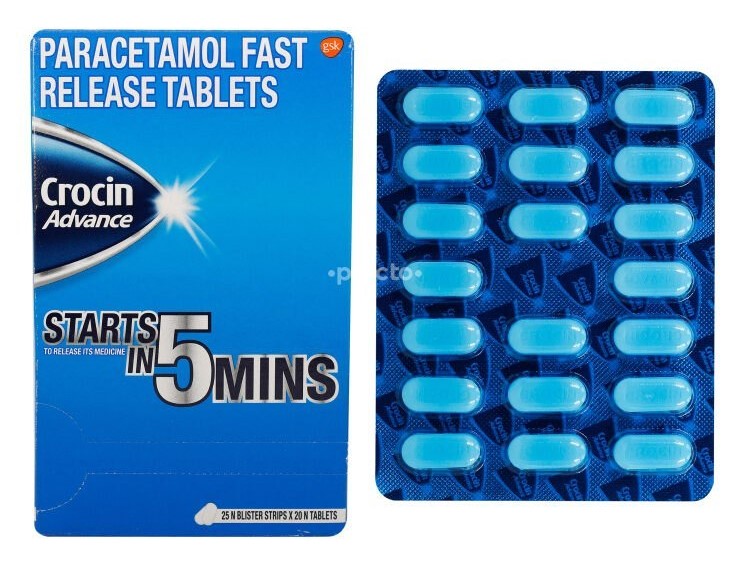 PARACETAMOL FAST
RELEASE TABLETS
gsk
Crocin
Advance
STARTS
TO RELEASE ITS MEDICINE
IN 5 MINS
25 N BLISTER STRIPS X 20 N TABLETS
•practo•